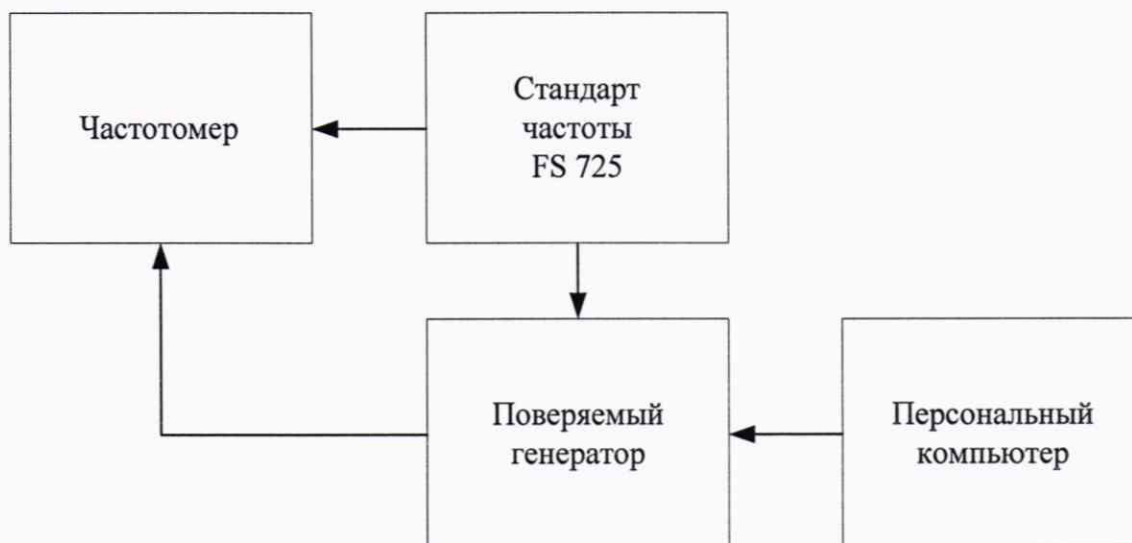 Частотомер
Стандарт
частоты
FS 725
Поверяемый
генератор
Персональный
компьютер